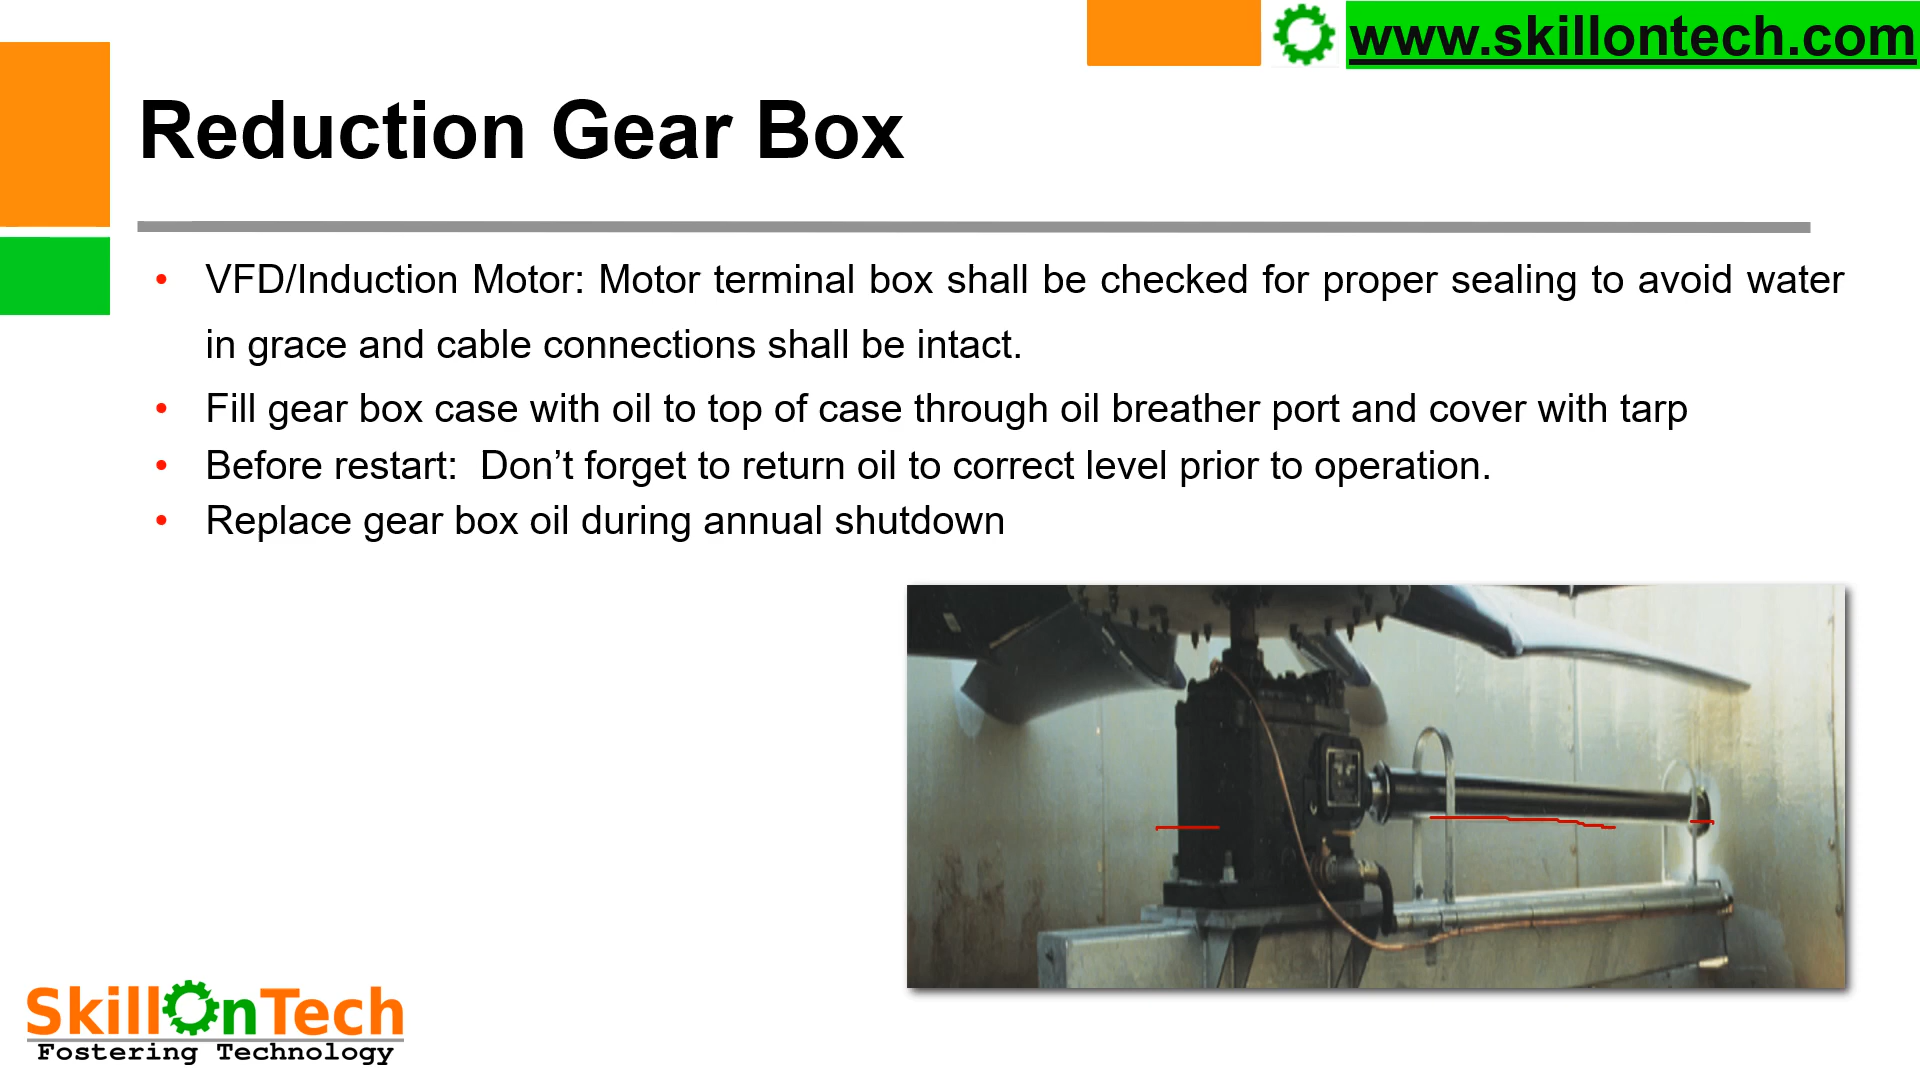 www.skillontech.com
Reduction Gear Box
• VFD/Induction Motor: Motor terminal box shall be checked for proper sealing to avoid water
in grace and cable connections shall be intact.
• Fill gear box case with oil to top of case through oil breather port and cover with tarp
• Before restart:  Don’t forget to return oil to correct level prior to operation.
• Replace gear box oil during annual shutdown
SkillOnTech
Fostering Technology